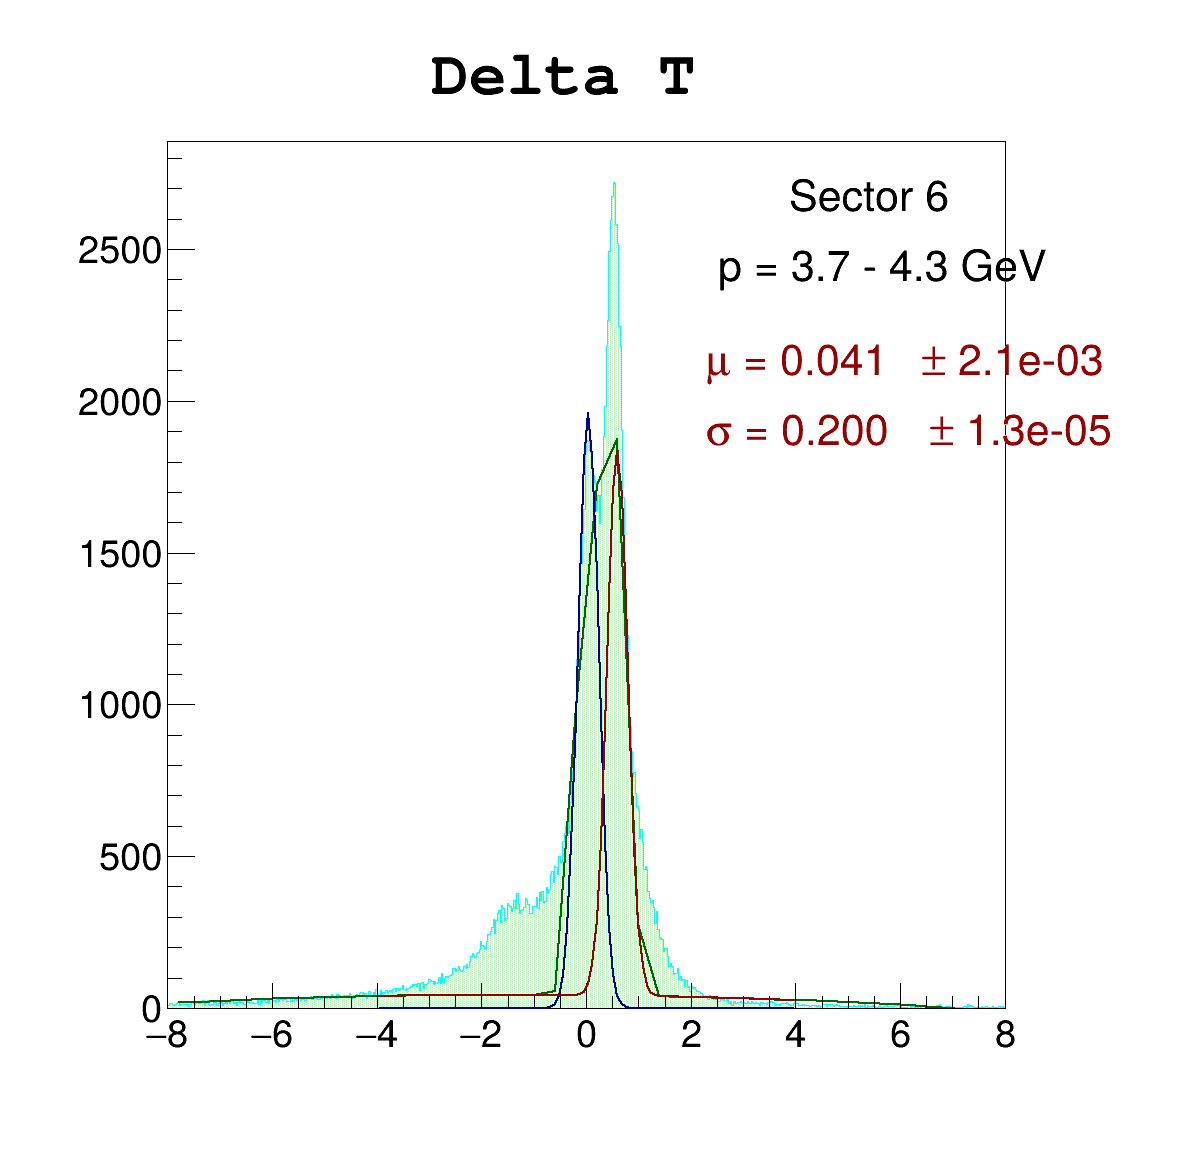 Delta T
Sector 6
p = 3.7 - 4.3 GeV
μ = 0.041 ± 2.1e-03
σ = 0.200 ± 1.3e-05
2500
2000
1500
1000
500
0
−8 −6 −4 −2 0 2 4 6 8